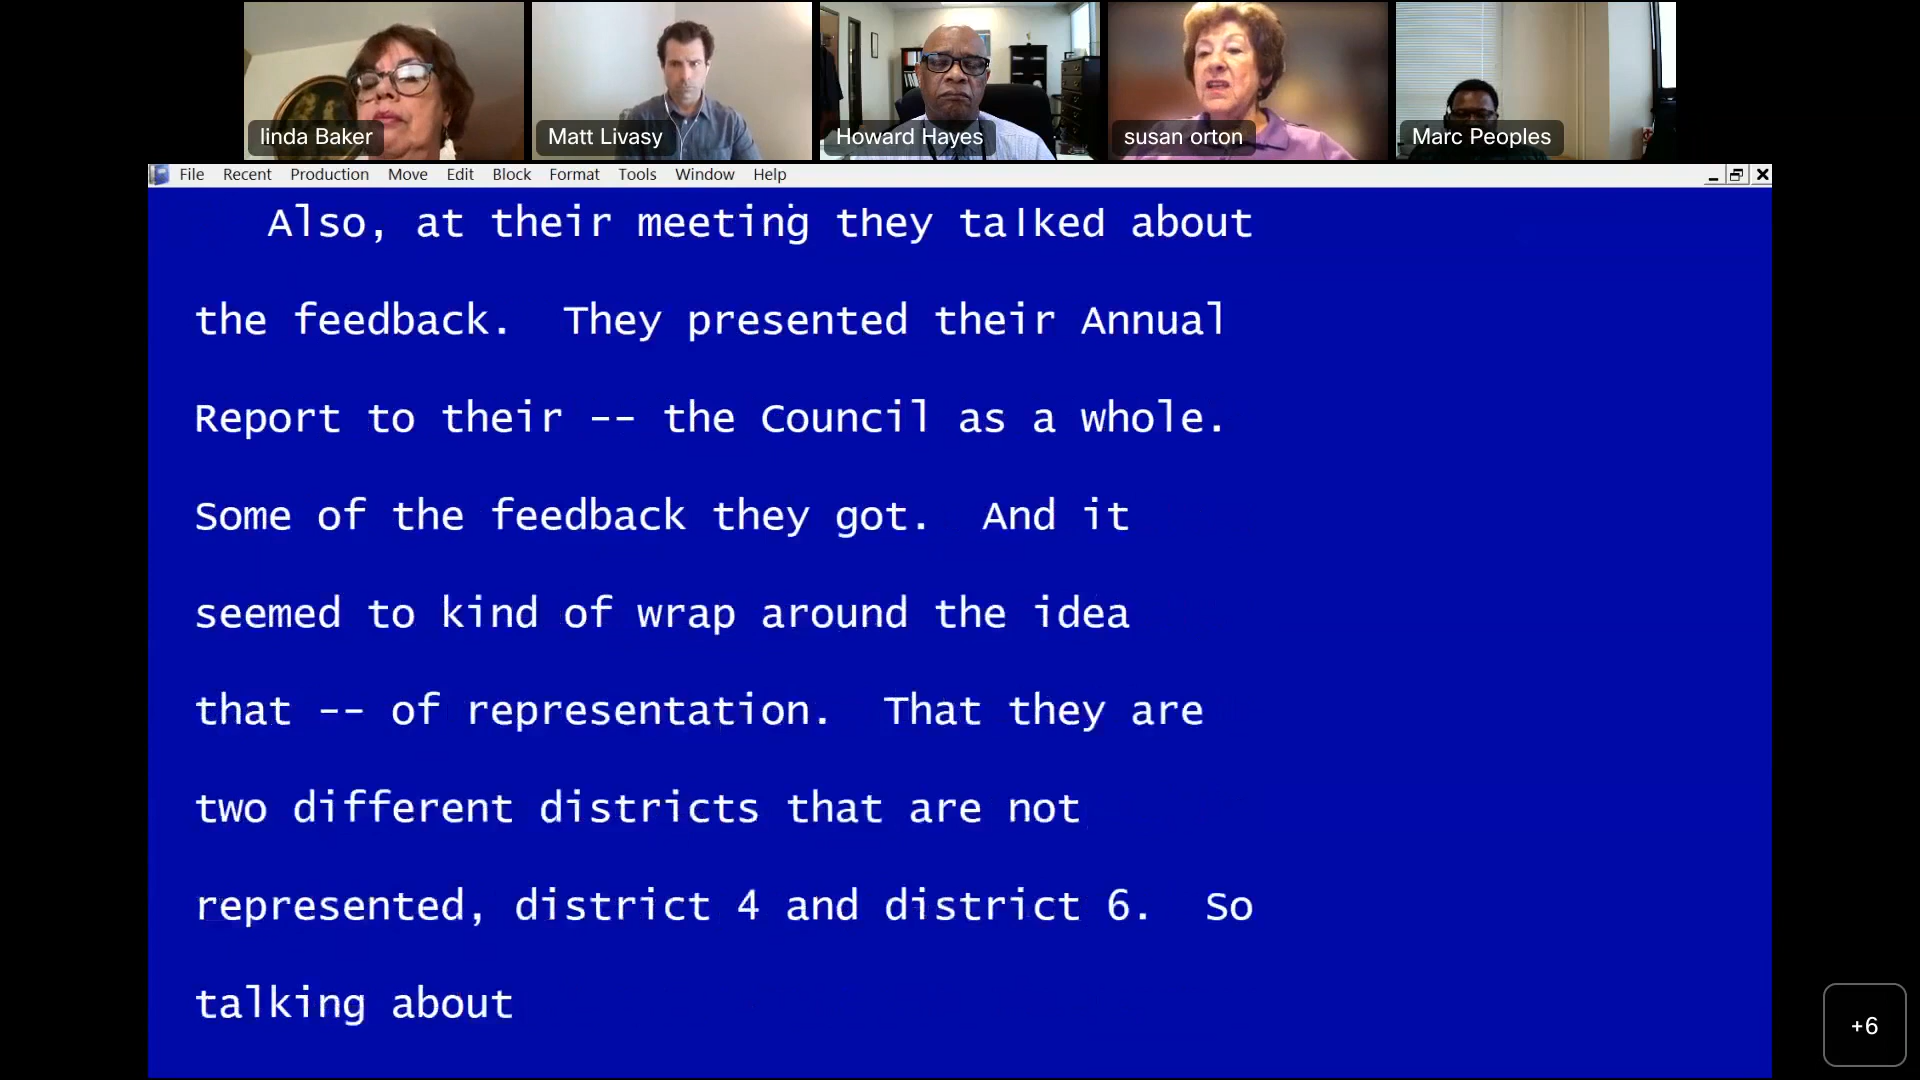 linda Baker
Matt Livasy
Howard Hayes
susan orton
Marc Peoples
File Recent Production Move Edit Block Format Tools Window Help
Also, at their meeting they talked about
the feedback. They presented their Annual
Report to their -- the Council as a whole.
Some of the feedback they got. And it
seemed to kind of wrap around the idea
that -- of representation. That they are
two different districts that are not
represented, district 4 and district 6. So
talking about
+6